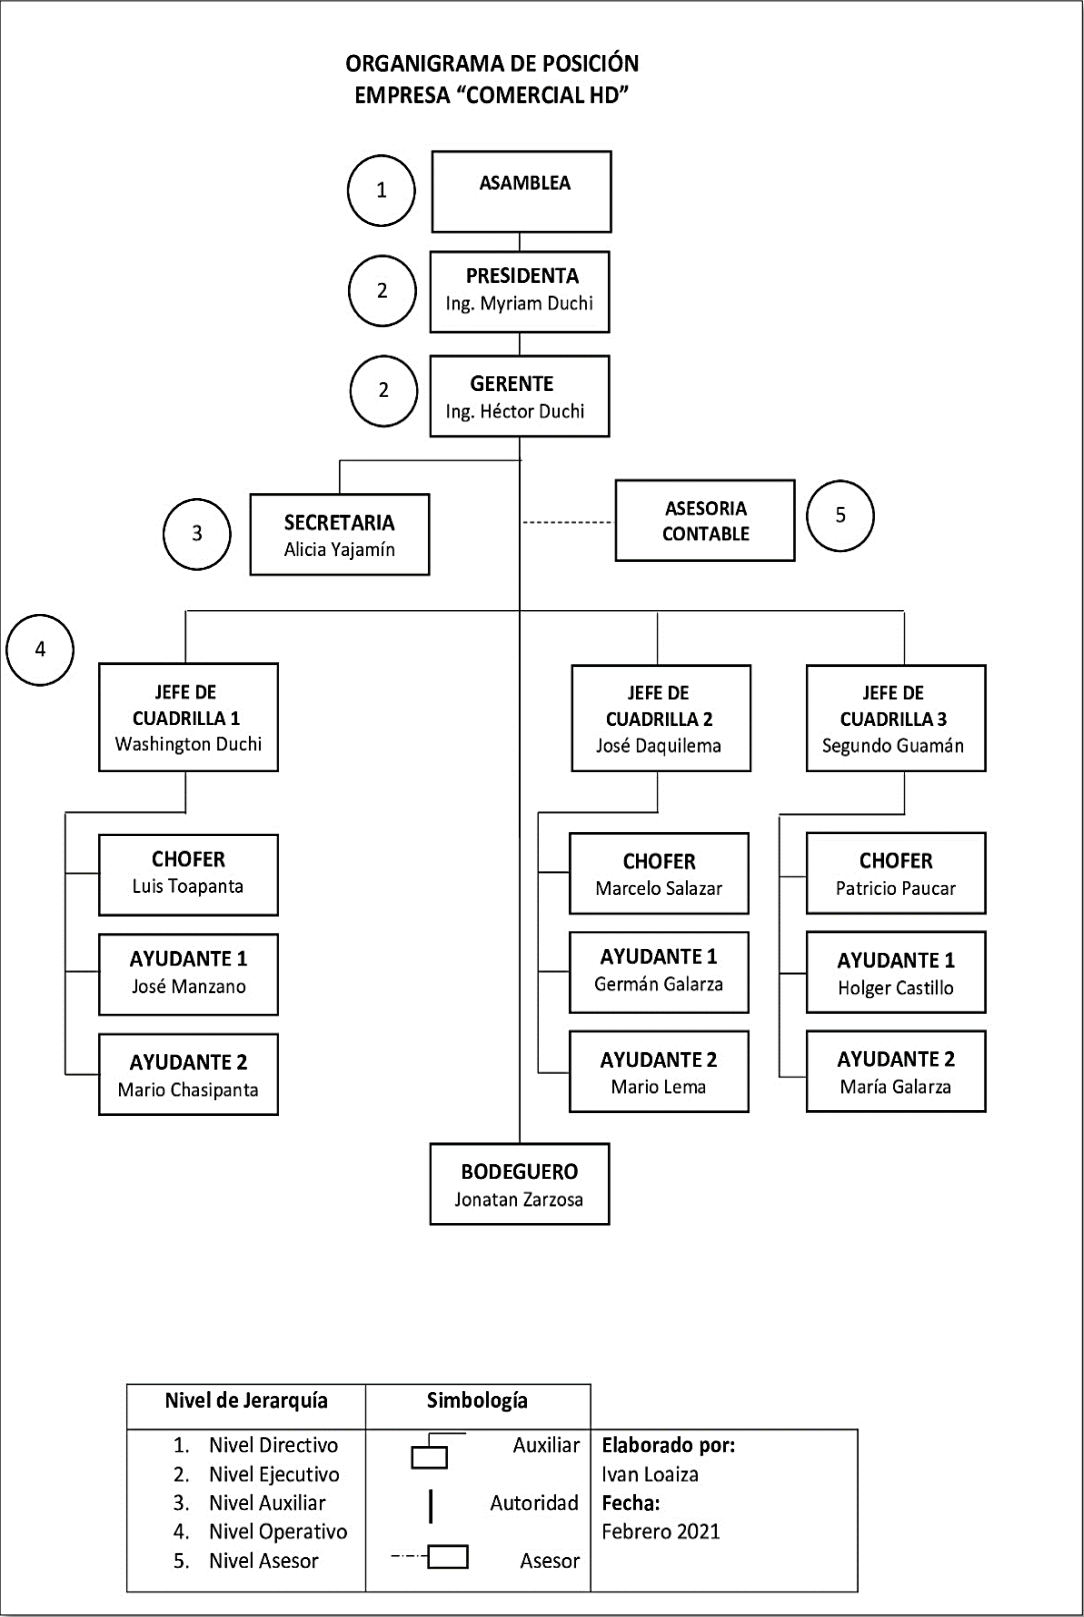 ORGANIGRAMA DE POSICIÓN
EMPRESA “COMERCIAL HD”
1
ASAMBLEA
2
PRESIDENTA
Ing. Myriam Duchi
2
GERENTE
Ing. Héctor Duchi
3
SECRETARIA
Alicia Yajamín
ASESORIA
CONTABLE
5
4
JEFE DE
CUADRILLA 1
Washington Duchi
JEFE DE
CUADRILLA 2
José Daquilema
JEFE DE
CUADRILLA 3
Segundo Guamán
CHOFER
Luis Toapanta
CHOFER
Marcelo Salazar
CHOFER
Patricio Paucar
AYUDANTE 1
José Manzano
AYUDANTE 1
Germán Galarza
AYUDANTE 1
Holger Castillo
AYUDANTE 2
Mario Chasipanta
AYUDANTE 2
Mario Lema
AYUDANTE 2
María Galarza
BODEGUERO
Jonatan Zarzosa
Nivel de Jerarquía
1. Nivel Directivo
2. Nivel Ejecutivo
3. Nivel Auxiliar
4. Nivel Operativo
5. Nivel Asesor
Simbología
Auxiliar
Autoridad
Asesor
Elaborado por:
Ivan Loaiza
Fecha:
Febrero 2021